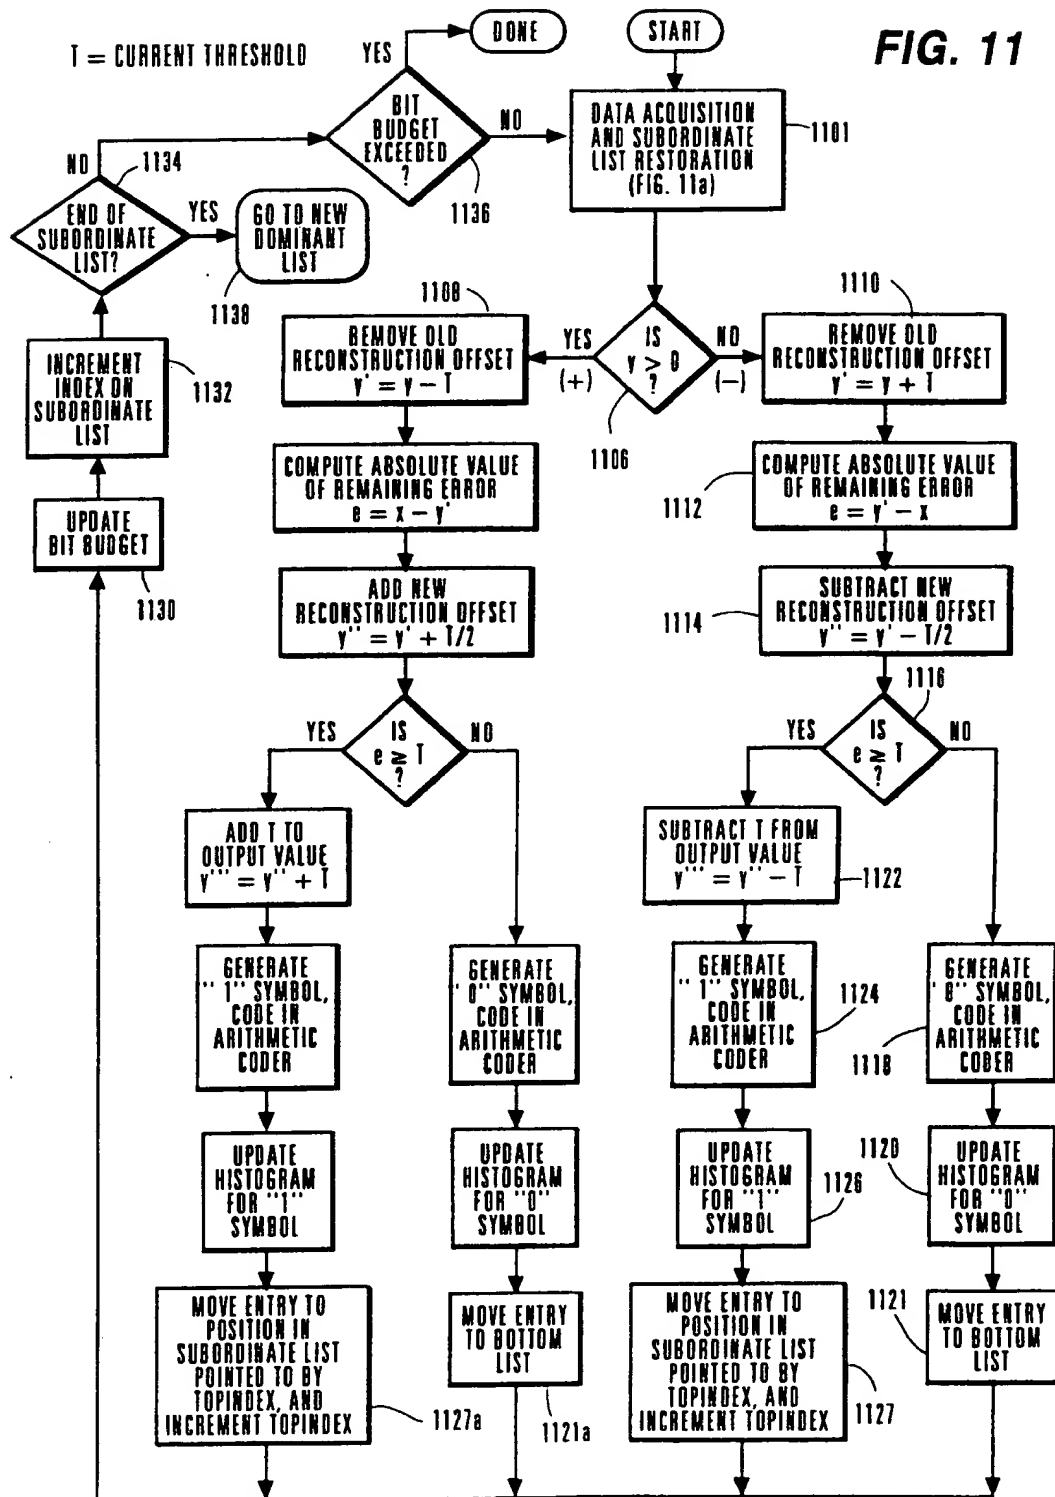 DONE
START
FIG. 11
T = CURRENT THRESHOLD
YES
BIT
BUDGET
EXCEEDED
?
NO
1136
DATA ACQUISITION
AND SUBORDINATE
LIST RESTORATION
(FIG. 11a)
1101
NO
1134
END OF
SUBORDINATE
LIST?
YES
GO TO NEW
DOMINANT
LIST
1138
INCREMENT
INDEX ON
SUBORDINATE
LIST
1132
UPDATE
BIT BUDGET
1130
IS
y > 0
?
1106
YES
(+)
NO
(−)
1108
REMOVE OLD
RECONSTRUCTION OFFSET
y' = y − T
1110
REMOVE OLD
RECONSTRUCTION OFFSET
y' = y + T
COMPUTE ABSOLUTE VALUE
OF REMAINING ERROR
e = x − y'
COMPUTE ABSOLUTE VALUE
OF REMAINING ERROR
e = y' − x
1112
ADD NEW
RECONSTRUCTION OFFSET
y'' = y' + T/2
SUBTRACT NEW
RECONSTRUCTION OFFSET
y'' = y' − T/2
1114
YES
IS
e ≥ T
?
NO
YES
IS
e ≥ T
?
NO
1116
ADD T TO
OUTPUT VALUE
y''' = y'' + T
SUBTRACT T FROM
OUTPUT VALUE
y''' = y'' − T
1122
GENERATE
"1" SYMBOL,
CODE IN
ARITHMETIC
CODER
GENERATE
"0" SYMBOL,
CODE IN
ARITHMETIC
CODER
GENERATE
"1" SYMBOL,
CODE IN
ARITHMETIC
CODER
1124
GENERATE
"0" SYMBOL,
CODE IN
ARITHMETIC
CODER
1118
UPDATE
HISTOGRAM
FOR "1"
SYMBOL
UPDATE
HISTOGRAM
FOR "0"
SYMBOL
UPDATE
HISTOGRAM
FOR "1"
SYMBOL
1126
UPDATE
HISTOGRAM
FOR "0"
SYMBOL
1120
MOVE ENTRY TO
POSITION IN
SUBORDINATE LIST
POINTED TO BY
TOPINDEX, AND
INCREMENT TOPINDEX
1127a
MOVE ENTRY
TO BOTTOM
LIST
1121a
MOVE ENTRY TO
POSITION IN
SUBORDINATE LIST
POINTED TO BY
TOPINDEX, AND
INCREMENT TOPINDEX
1127
MOVE ENTRY
TO BOTTOM
LIST
1121